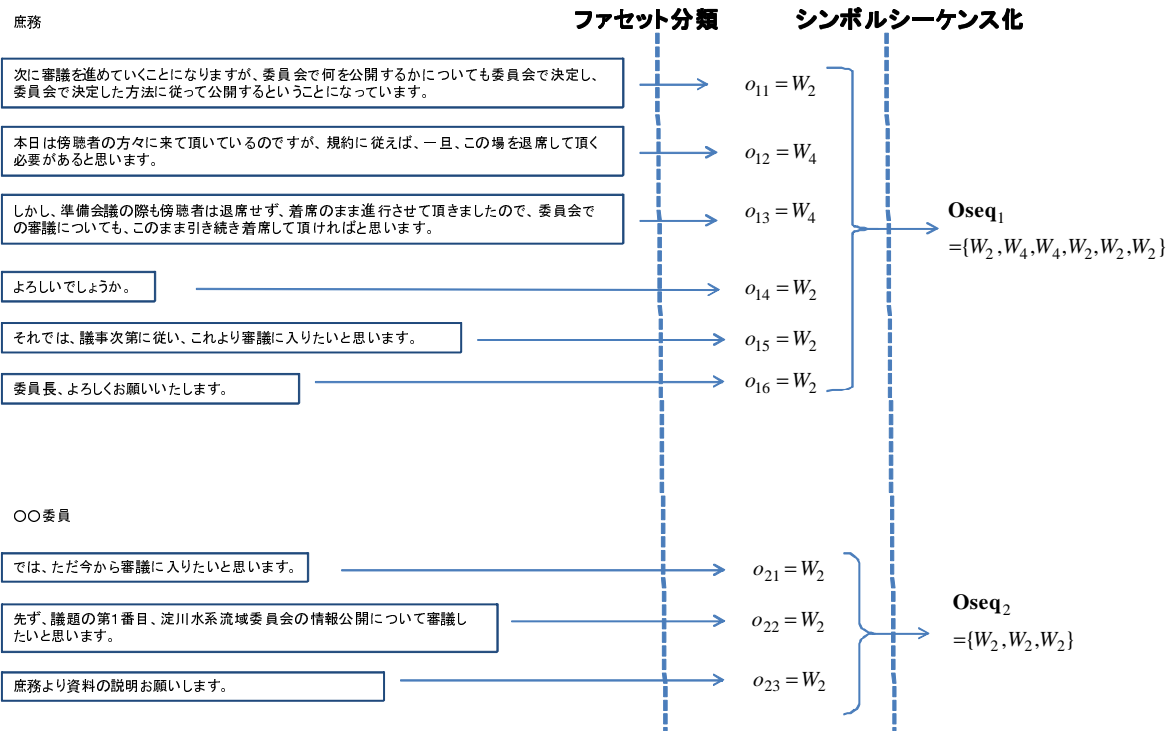 庶務
ファセット分類
シンボルシーケンス化
次に審議を進めていくことになりますが、委員会で何を公開するかについても委員会で決定し、
委員会で決定した方法に従って公開するということになっています。
o11=W2
本日は傍聴者の方々に来て頂いているのですが、規約に従えば、一旦、この場を退席して頂く
必要があると思います。
o12=W4
しかし、準備会議の際も傍聴者は退席せず、着席のまま進行させて頂きましたので、委員会で
の審議についても、このまま引き続き着席して頂ければと思います。
o13=W4
よろしいでしょうか。
o14=W2
それでは、議事次第に従い、これより審議に入りたいと思います。
o15=W2
委員長、よろしくお願いいたします。
o16=W2
Oseq1
={W2,W4,W4,W2,W2,W2}
〇〇委員
では、ただ今から審議に入りたいと思います。
o21=W2
先ず、議題の第1番目、淀川水系流域委員会の情報公開について審議し
たいと思います。
o22=W2
庶務より資料の説明お願いします。
o23=W2
Oseq2
={W2,W2,W2}